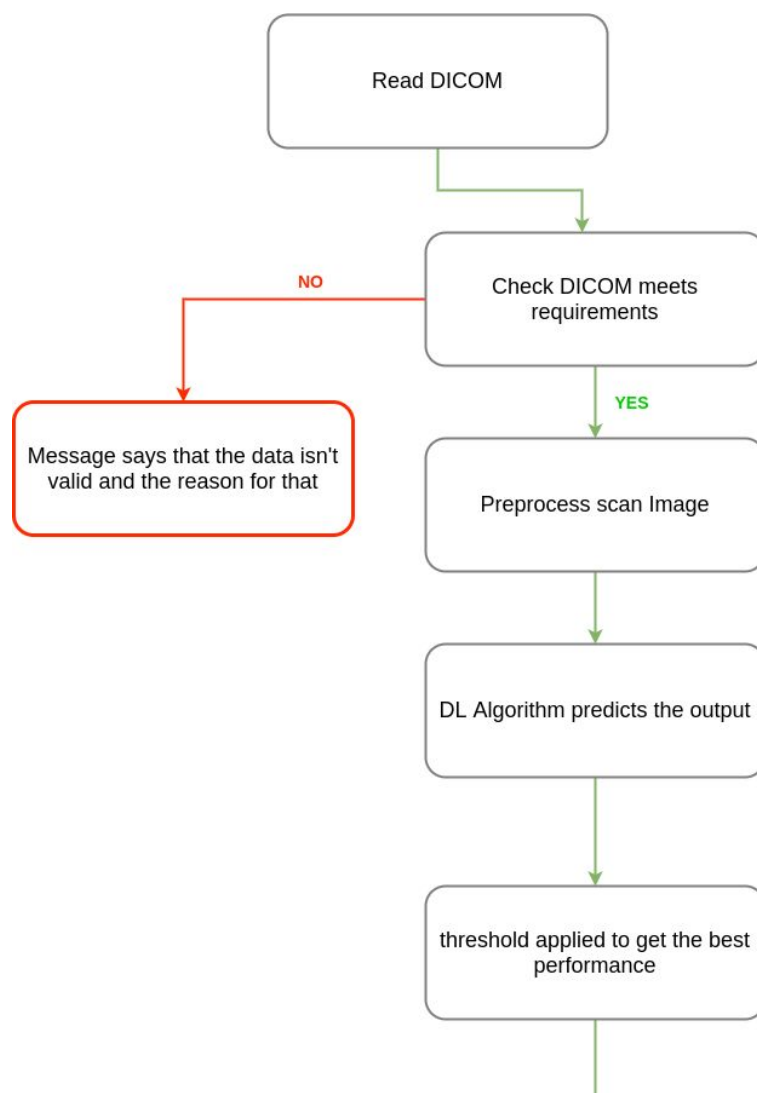 Read DICOM
Check DICOM meets
requirements
NO
YES
Message says that the data isn't
valid and the reason for that
Preprocess scan Image
DL Algorithm predicts the output
threshold applied to get the best
performance